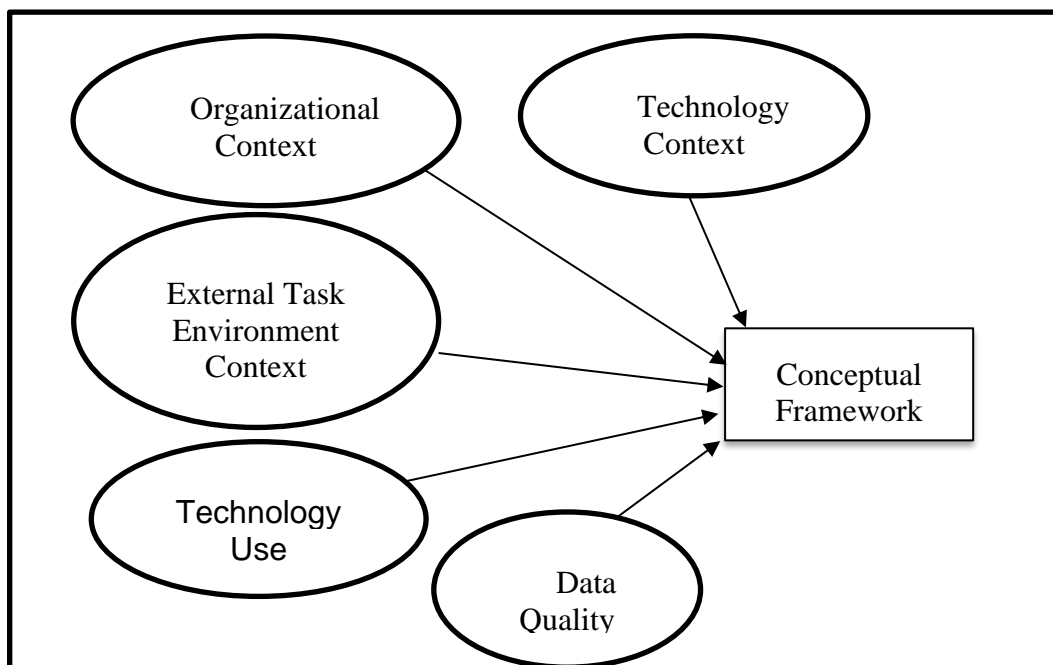 Organizational
Context
Technology
Context
External Task
Environment
Context
Conceptual
Framework
Technology
Use
Data
Quality